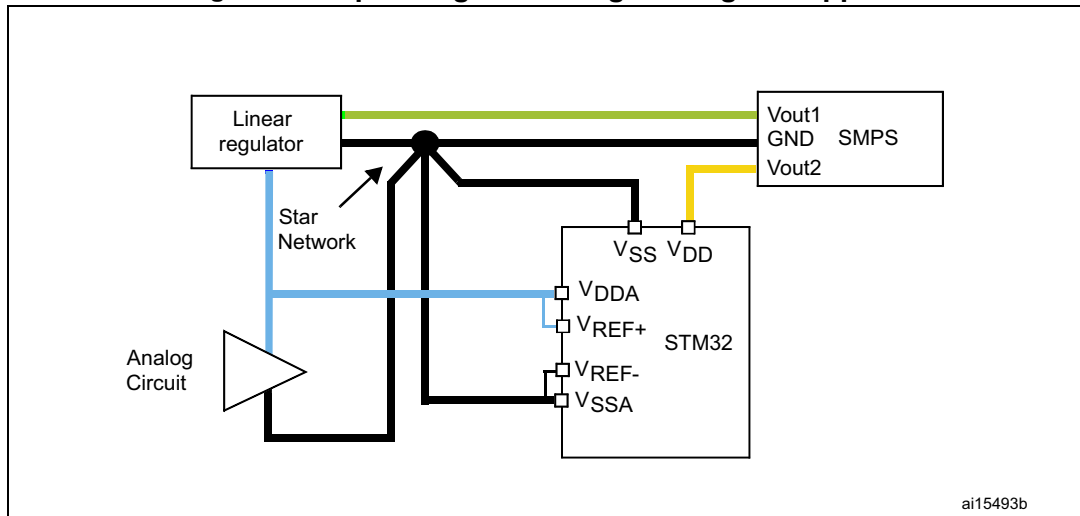 Linear
regulator
Vout1
GND
SMPS
Vout2
Star
Network
VSS
VDD
VDDA
VREF+
STM32
VREF-
VSSA
Analog
Circuit
ai15493b